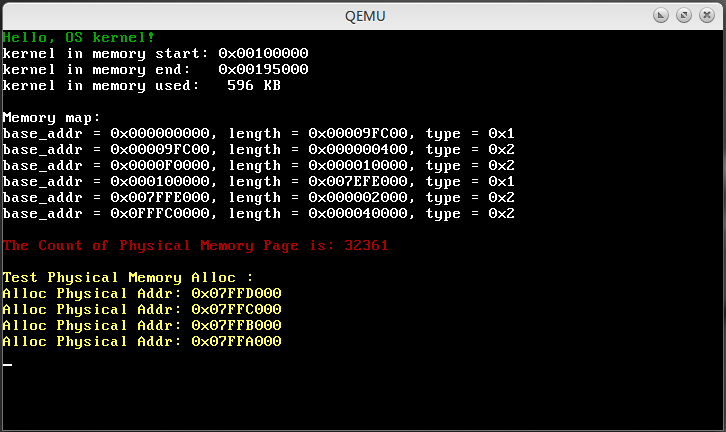 QEMU
Hello, OS kernel!
kernel in memory start: 0x00100000
kernel in memory end:   0x00195000
kernel in memory used:   596 KB
Memory map:
base_addr = 0x000000000, length = 0x00009FC00, type = 0x1
base_addr = 0x00009FC00, length = 0x000000400, type = 0x2
base_addr = 0x0000F0000, length = 0x000010000, type = 0x2
base_addr = 0x000100000, length = 0x007EFE000, type = 0x1
base_addr = 0x007FFE000, length = 0x000002000, type = 0x2
base_addr = 0x0FFFC0000, length = 0x000040000, type = 0x2
The Count of Physical Memory Page is: 32361
Test Physical Memory Alloc :
Alloc Physical Addr: 0x07FFD000
Alloc Physical Addr: 0x07FFC000
Alloc Physical Addr: 0x07FFB000
Alloc Physical Addr: 0x07FFA000